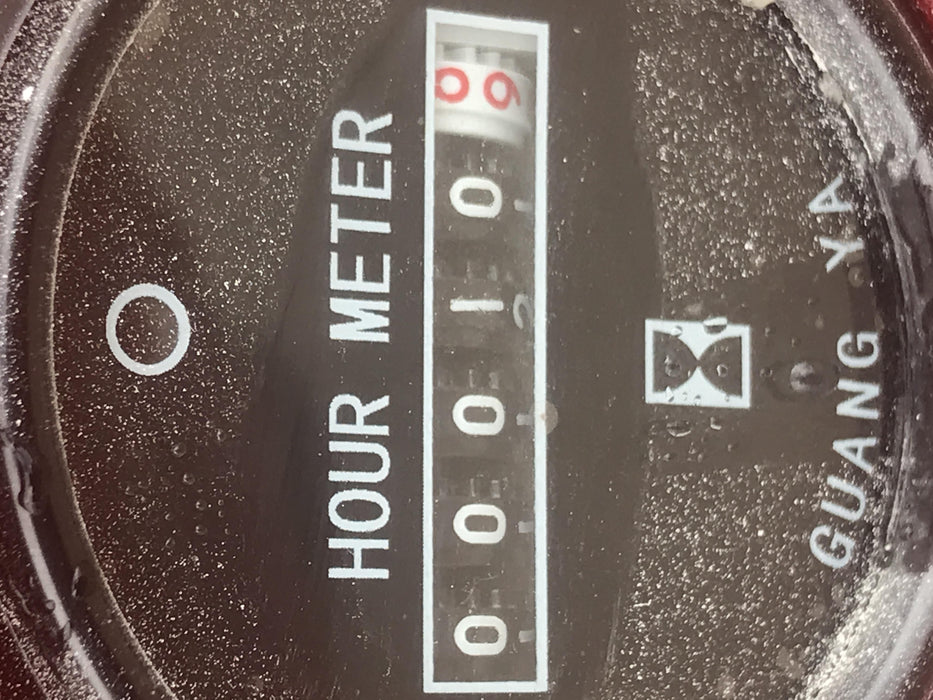 HOUR METER
000109
GUANG YA